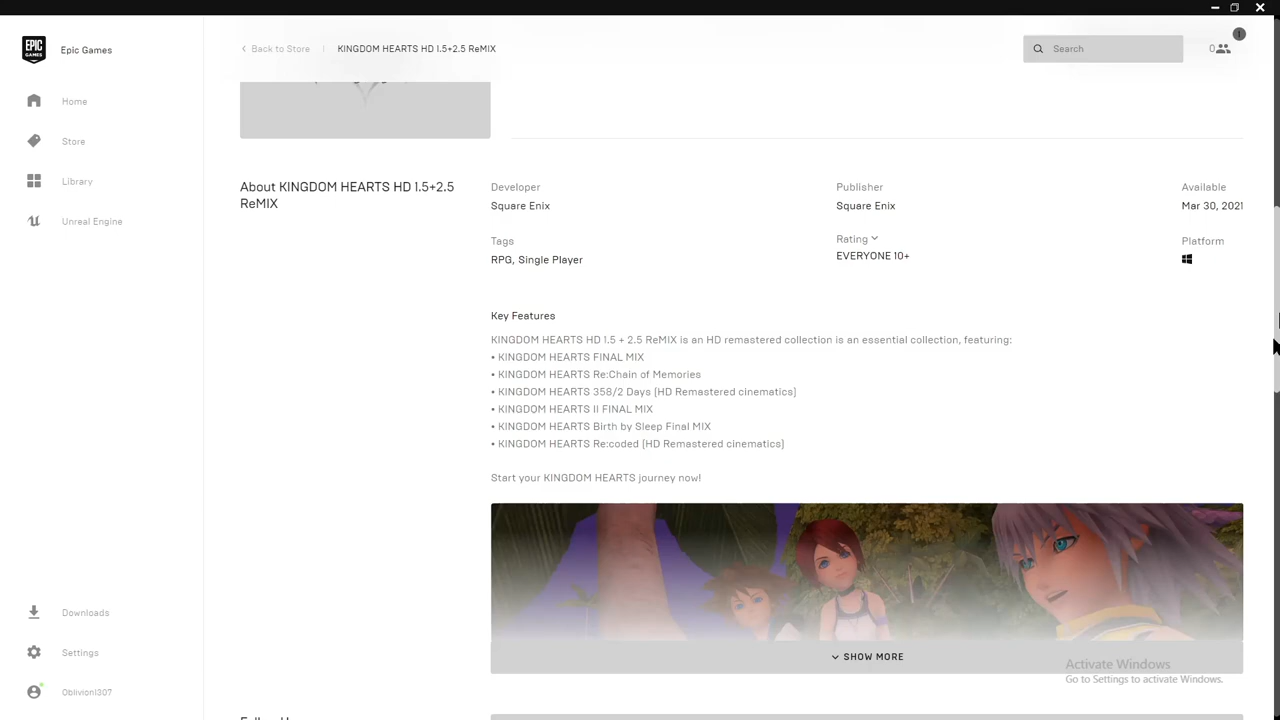 EPIC GAMES
Epic Games
Back to Store
KINGDOM HEARTS HD 1.5+2.5 ReMIX
Search
0
Home
Store
Library
Unreal Engine
About KINGDOM HEARTS HD 1.5+2.5
ReMIX
Developer
Square Enix
Publisher
Square Enix
Available
Mar 30, 2021
Tags
RPG, Single Player
Rating
EVERYONE 10+
Platform
Key Features
KINGDOM HEARTS HD 1.5 + 2.5 ReMIX is an HD remastered collection is an essential collection, featuring:
• KINGDOM HEARTS FINAL MIX
• KINGDOM HEARTS Re:Chain of Memories
• KINGDOM HEARTS 358/2 Days (HD Remastered cinematics)
• KINGDOM HEARTS II FINAL MIX
• KINGDOM HEARTS Birth by Sleep Final MIX
• KINGDOM HEARTS Re:coded (HD Remastered cinematics)
Start your KINGDOM HEARTS journey now!
SHOW MORE
Activate Windows
Go to Settings to activate Windows.
Downloads
Settings
Oblivion1307